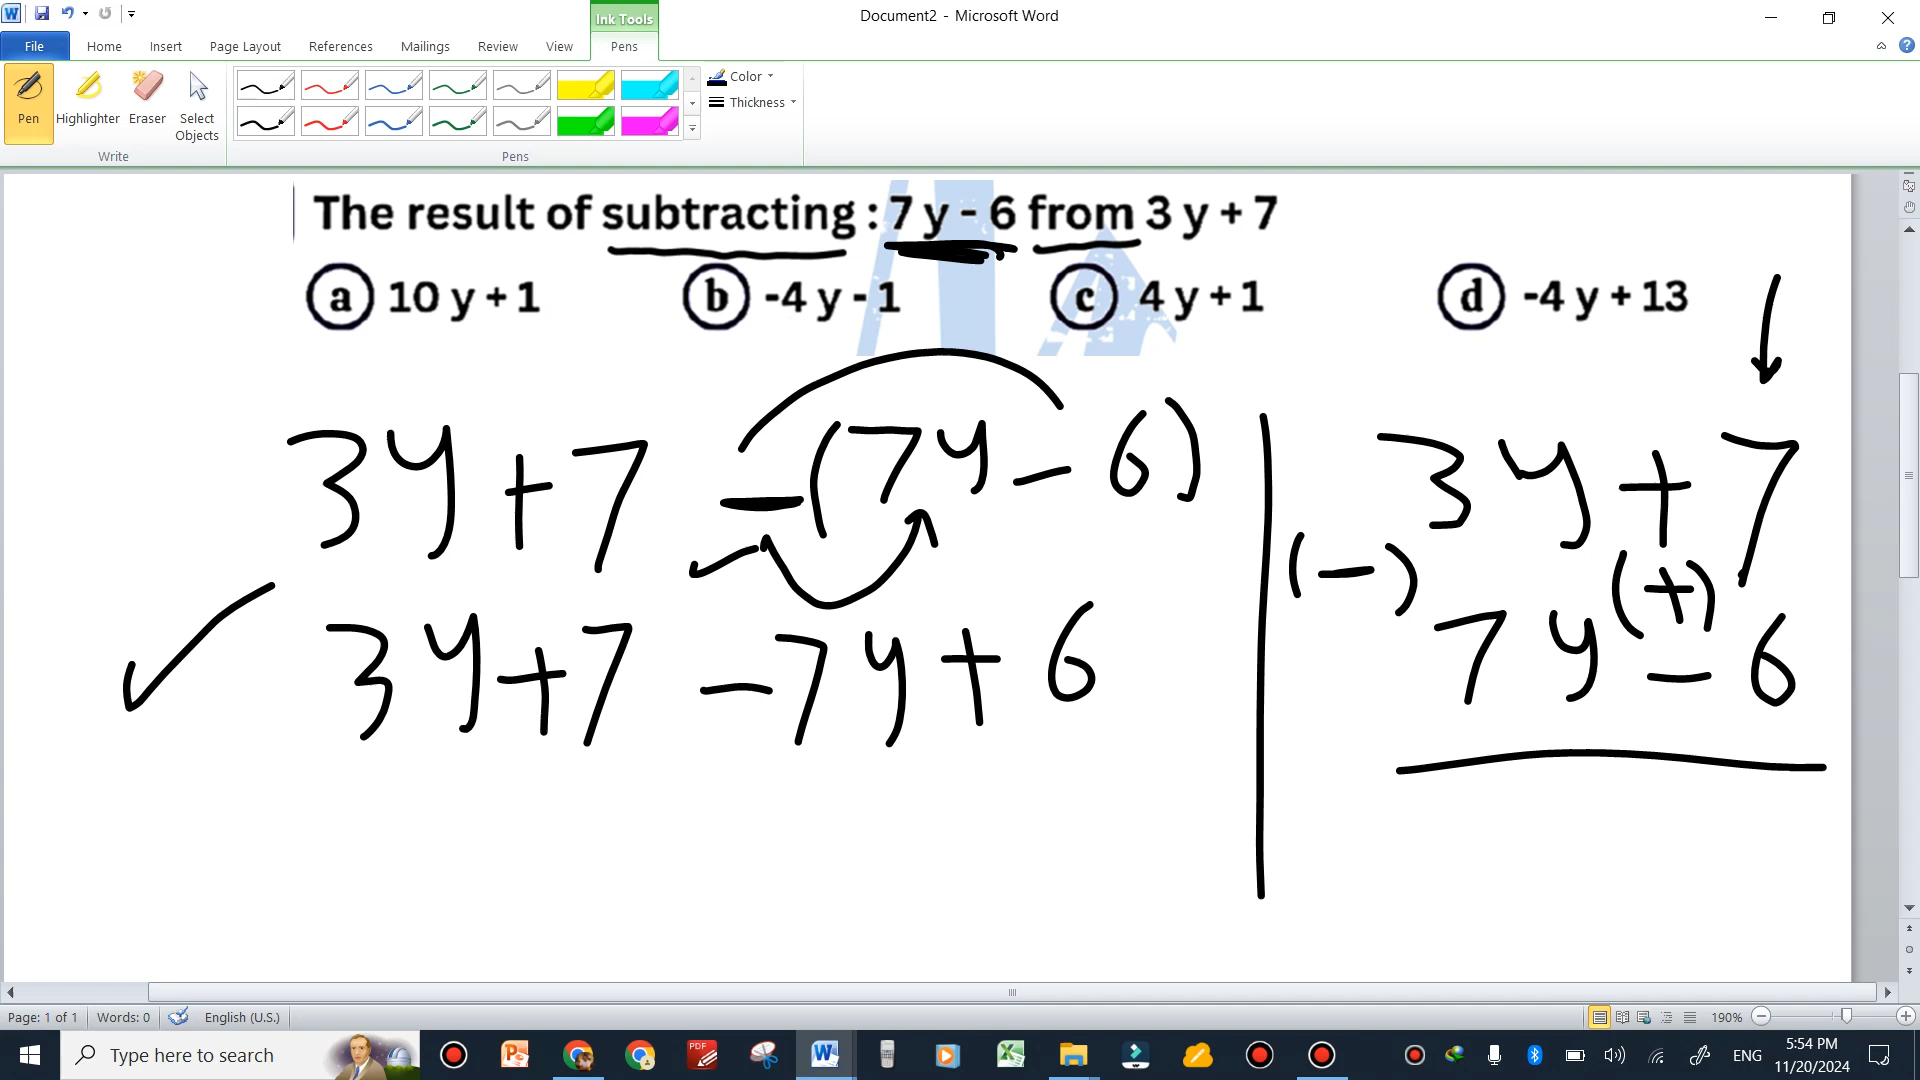 Document2 - Microsoft Word
Ink Tools
File Home Insert Page Layout References Mailings Review View Pens
Pen Highlighter Eraser Select Objects
Color
Thickness
Write
Pens
The result of subtracting : 7 y - 6 from 3 y + 7
a 10 y + 1 b -4 y - 1 c 4 y + 1 d -4 y + 13
3y+7 -(7y-6)
3y+7 -7y+6
3y+7
(-) (+)
7y-6
Page: 1 of 1 Words: 0 English (U.S.) 190%
Type here to search
PDF
ENG
5:54 PM
11/20/2024